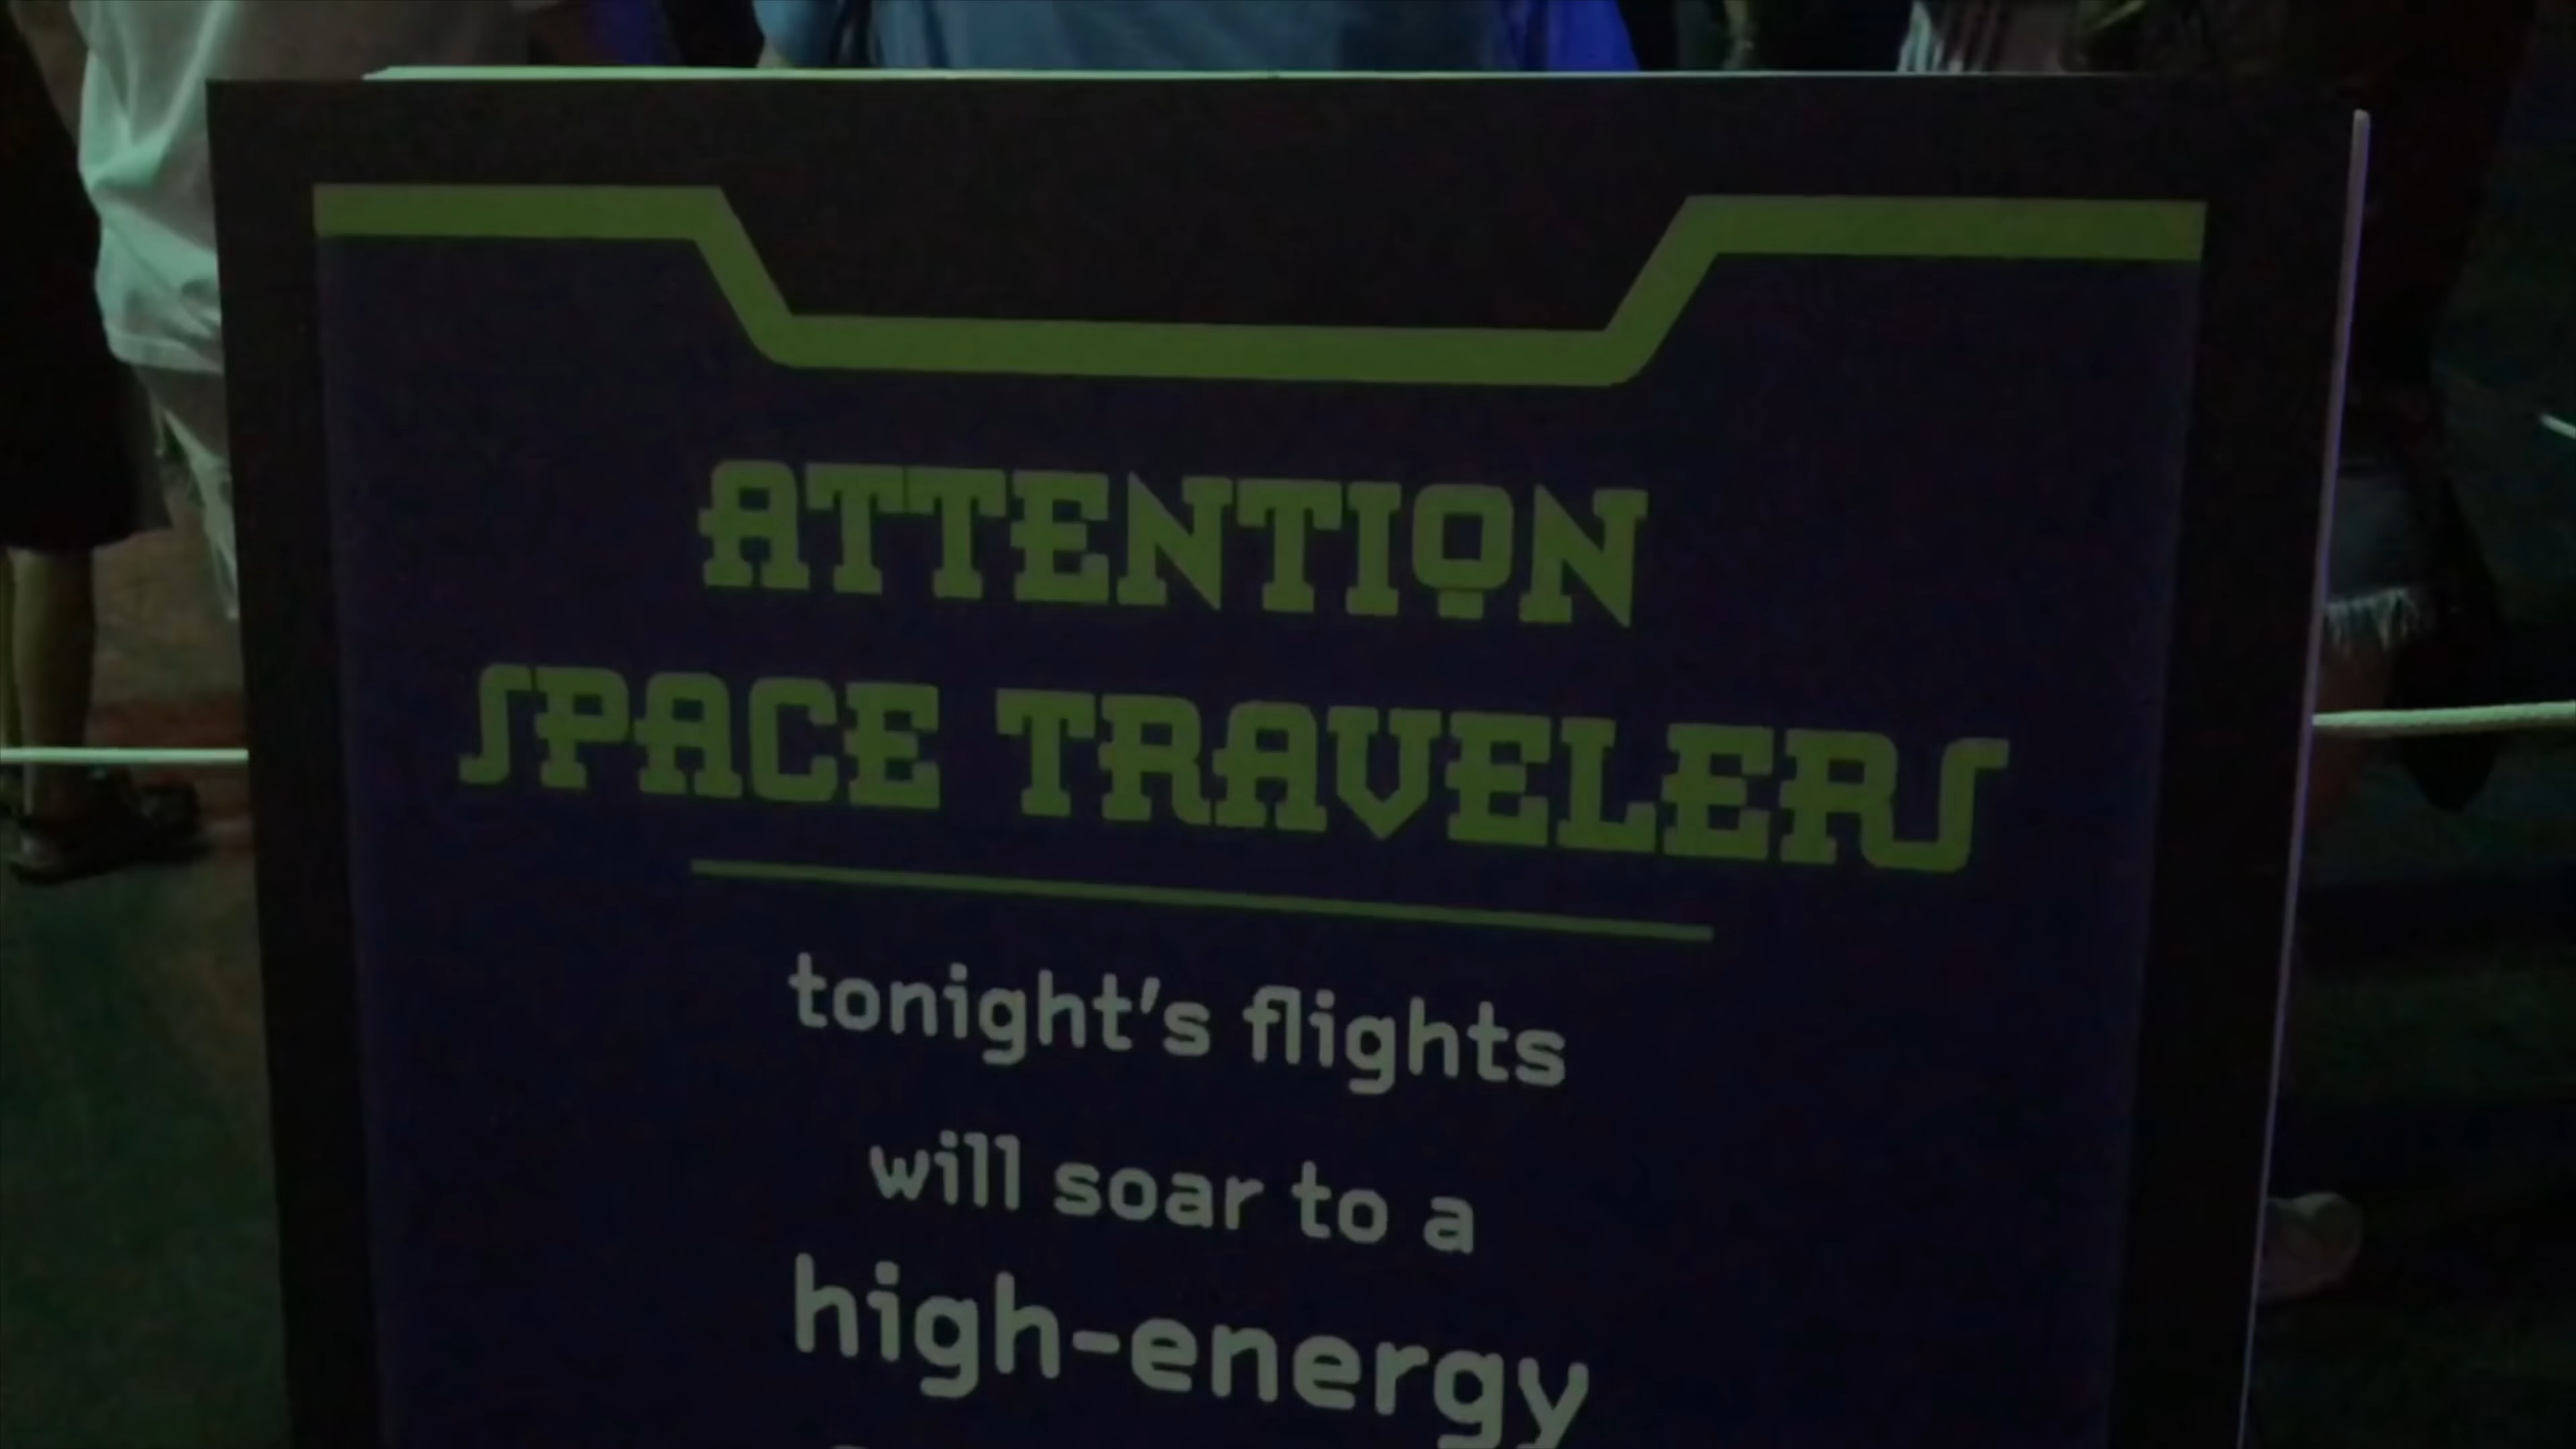 ATTENTION
SPACE TRAVELERS
tonight's flights
will soar to a
high-energy